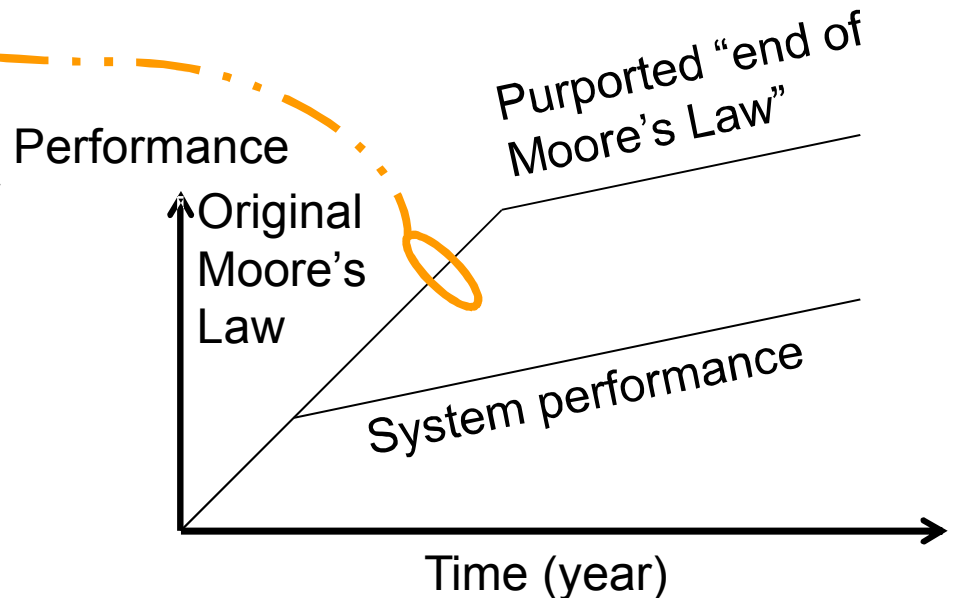 Purported “end of
Moore’s Law”
Performance
Original
Moore’s
Law
System performance
Time (year)